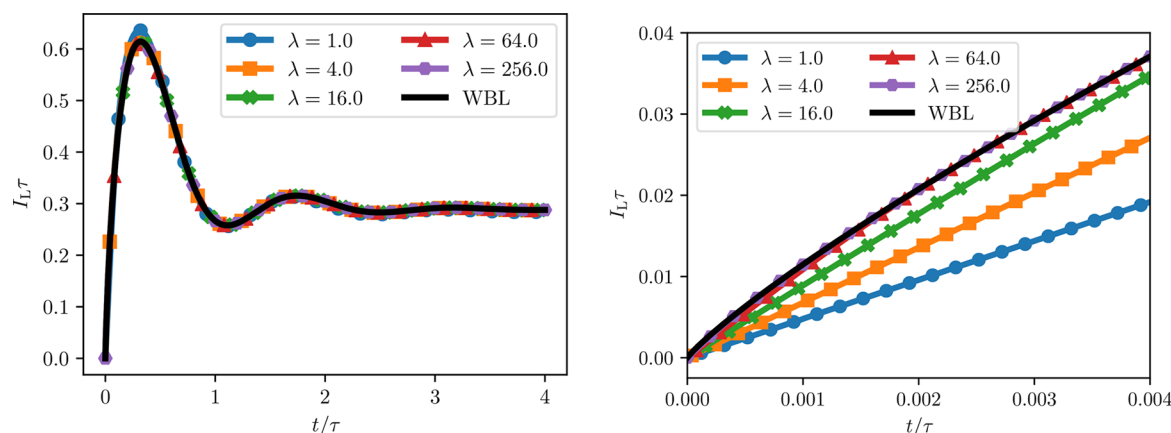 0.6
0.5
0.4
0.3
0.2
0.1
0.0
I_L τ
λ = 1.0
λ = 4.0
λ = 16.0
λ = 64.0
λ = 256.0
WBL
0 1 2 3 4
t/τ
0.04
0.03
0.02
0.01
0.00
I_L τ
λ = 1.0
λ = 4.0
λ = 16.0
λ = 64.0
λ = 256.0
WBL
0.000 0.001 0.002 0.003 0.004
t/τ